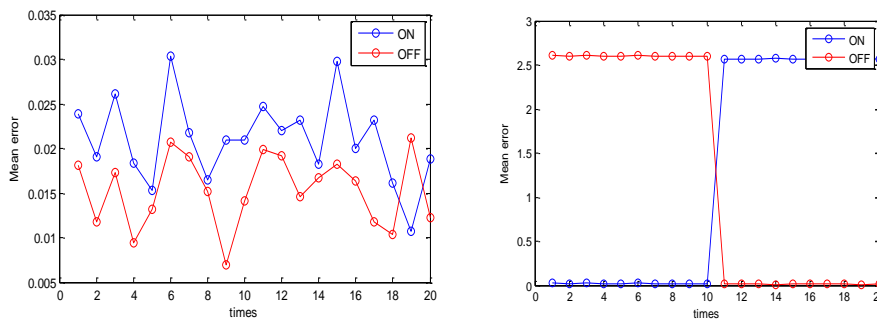 0.035
0.03
0.025
0.02
0.015
0.01
0.005
Mean error
0 2 4 6 8 10 12 14 16 18 20
times
ON
OFF
3
2.5
2
1.5
1
0.5
0
Mean error
0 2 4 6 8 10 12 14 16 18
times
ON
OFF